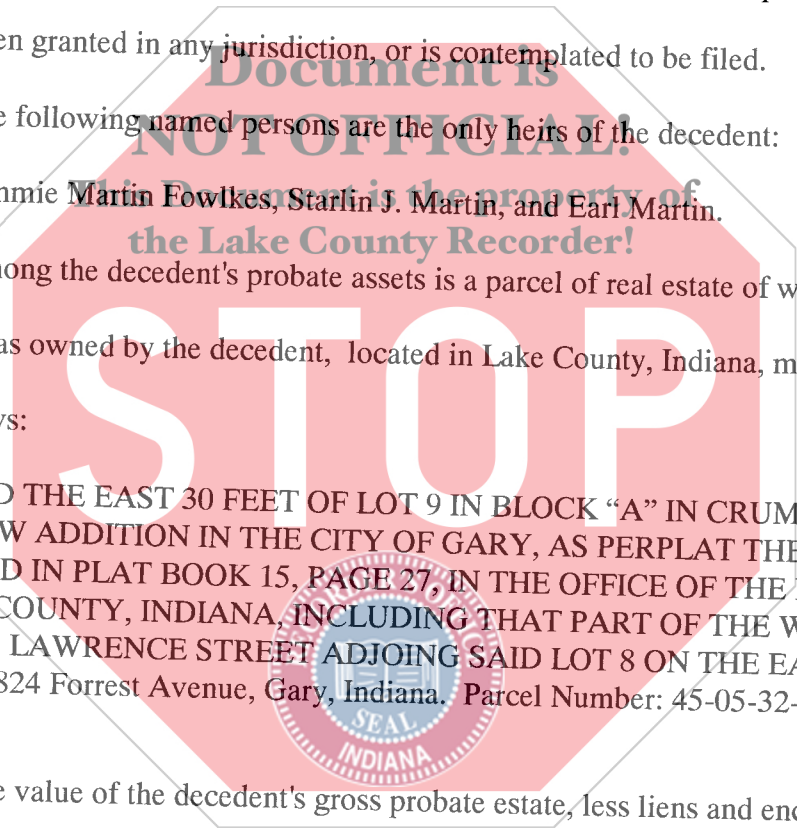 en granted in any jurisdiction, or is contemplated to be filed.
Document is
e following named persons are the only heirs of the decedent:
NOT OFFICIAL!
nmie Martin Fowlkes, Starlin J. Martin, and Earl Martin.
This Document is the property of
the Lake County Recorder!
nong the decedent's probate assets is a parcel of real estate of w
STOP
as owned by the decedent, located in Lake County, Indiana, m
vs:
D THE EAST 30 FEET OF LOT 9 IN BLOCK “A” IN CRUM
W ADDITION IN THE CITY OF GARY, AS PERPLAT THE
D IN PLAT BOOK 15, PAGE 27, IN THE OFFICE OF THE
COUNTY, INDIANA, INCLUDING THAT PART OF THE W
LAWRENCE STREET ADJOING SAID LOT 8 ON THE EA
824 Forrest Avenue, Gary, Indiana. Parcel Number: 45-05-32-
SEAL
INDIANA
e value of the decedent's gross probate estate, less liens and enc